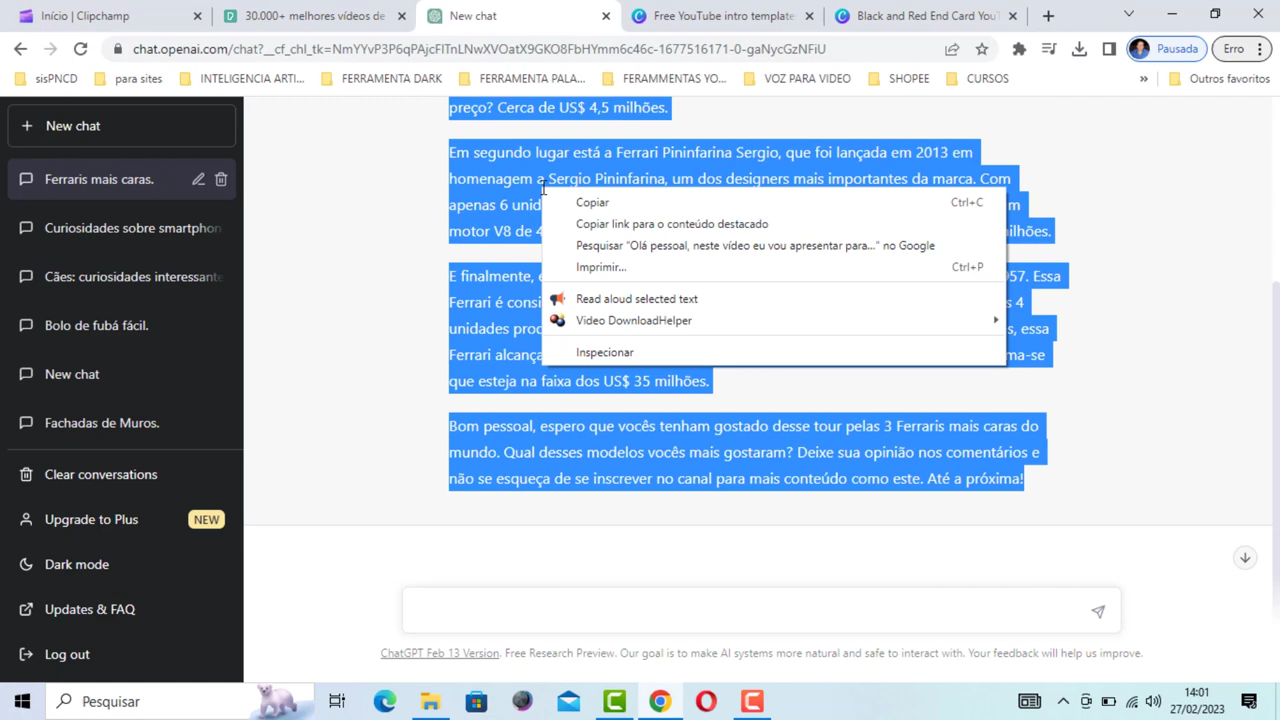 Início | Clipchamp
30.000+ melhores vídeos de
New chat
Free YouTube intro template
Black and Red End Card YouT
chat.openai.com/chat?__cf_chl_tk=NmYYvP3P6qPAjcFfTnLNwXVOatX9GKO8FbHYmm6c46c-1677516171-0-gaNycGzNFiU
Pausada
Erro
sisPNCD
para sites
INTELIGENCIA ARTI...
FERRAMENTA DARK
FERRAMENTA PALA...
FERAMMENTAS YO...
VOZ PARA VIDEO
SHOPEE
CURSOS
»
Outros favoritos
New chat
Ferraris mais caras.
Curiosidades sobre smartphon
Cães: curiosidades interessante
Bolo de fubá fácil.
New chat
Fachadas de Muros.
Clear conversations
Upgrade to Plus
NEW
Dark mode
Updates & FAQ
Log out
preço? Cerca de US$ 4,5 milhões.
Em segundo lugar está a Ferrari Pininfarina Sergio, que foi lançada em 2013 em
homenagem a Sergio Pininfarina, um dos designers mais importantes da marca. Com
apenas 6 unid
motor V8 de 4
ilhões.
E finalmente,
957. Essa
Ferrari é consi
s 4
unidades proc
s, essa
Ferrari alcança
ma-se
que esteja na faixa dos US$ 35 milhões.
Bom pessoal, espero que vocês tenham gostado desse tour pelas 3 Ferraris mais caras do
mundo. Qual desses modelos vocês mais gostaram? Deixe sua opinião nos comentários e
não se esqueça de se inscrever no canal para mais conteúdo como este. Até a próxima!
Copiar Ctrl+C
Copiar link para o conteúdo destacado
Pesquisar “Olá pessoal, neste vídeo eu vou apresentar para...” no Google
Imprimir... Ctrl+P
Read aloud selected text
Video DownloadHelper
Inspecionar
ChatGPT Feb 13 Version. Free Research Preview. Our goal is to make AI systems more natural and safe to interact with. Your feedback will help us improve.
Pesquisar
14:01
27/02/2023